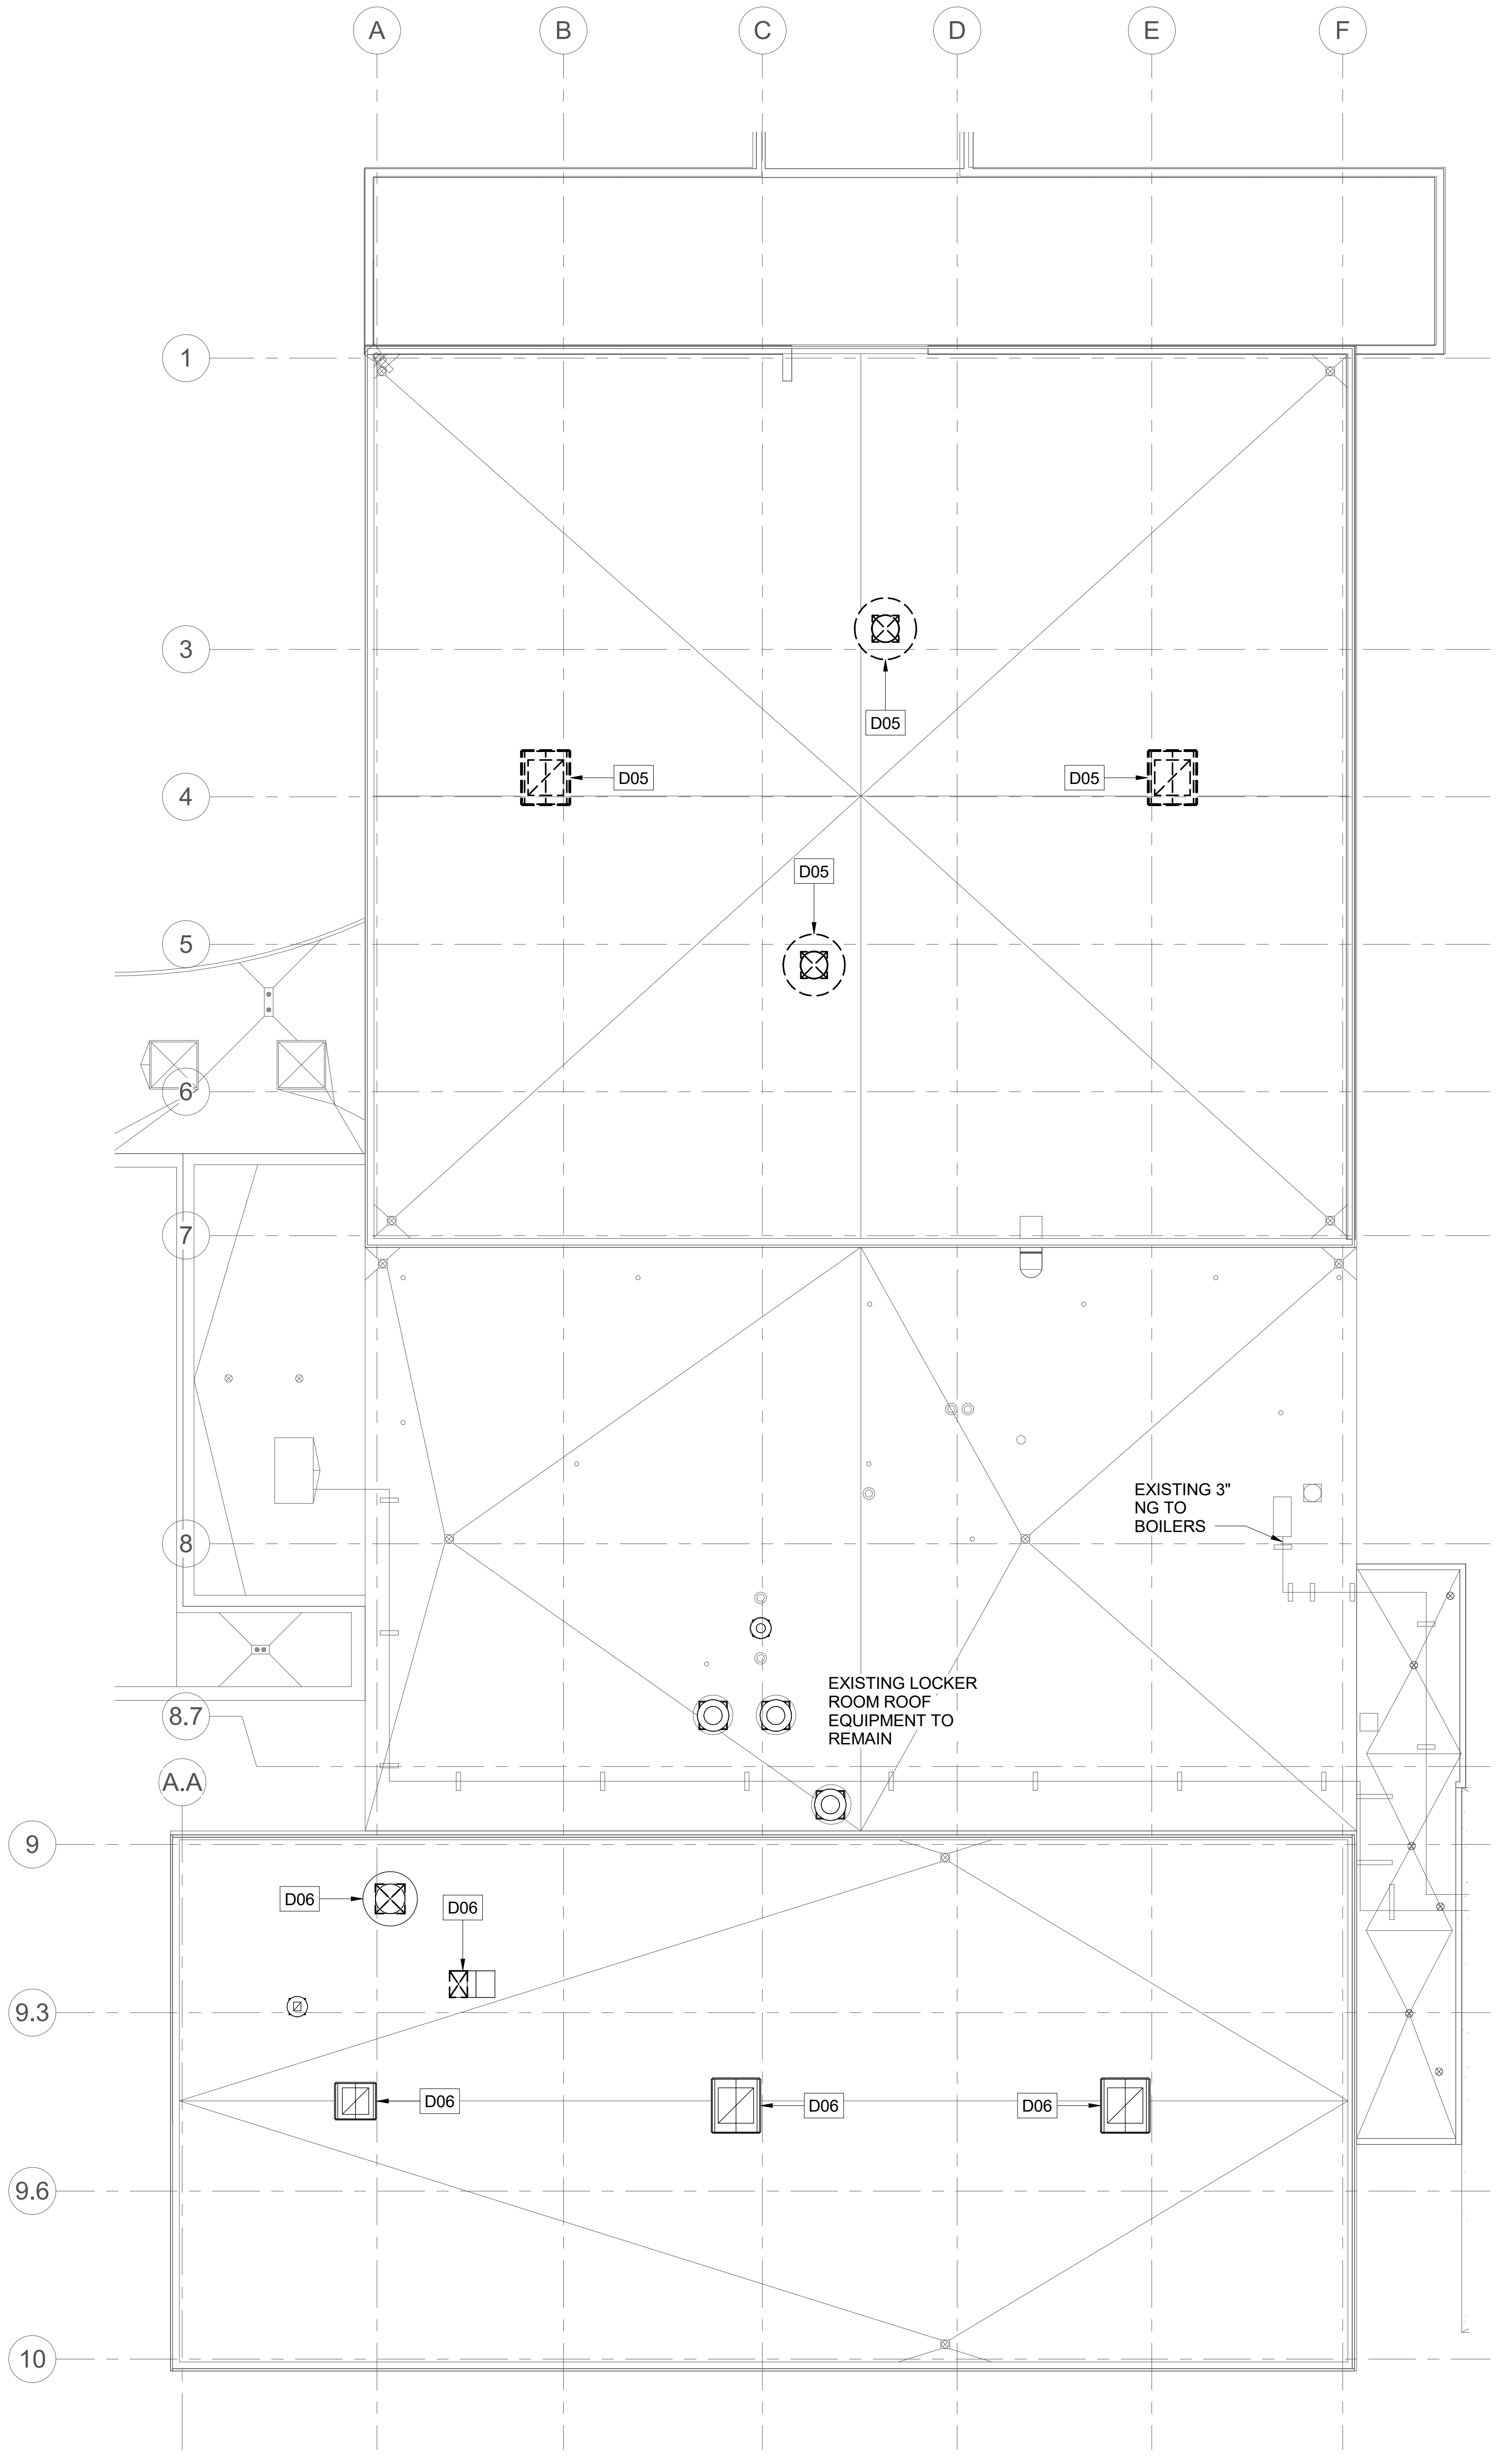 A
B
C
D
E
F
1
3
D05
D05
D05
4
D05
5
6
7
EXISTING 3"
NG TO
BOILERS
8
EXISTING LOCKER
ROOM ROOF
EQUIPMENT TO
REMAIN
8.7
A.A
9
D06
D06
9.3
D06
D06
D06
9.6
10